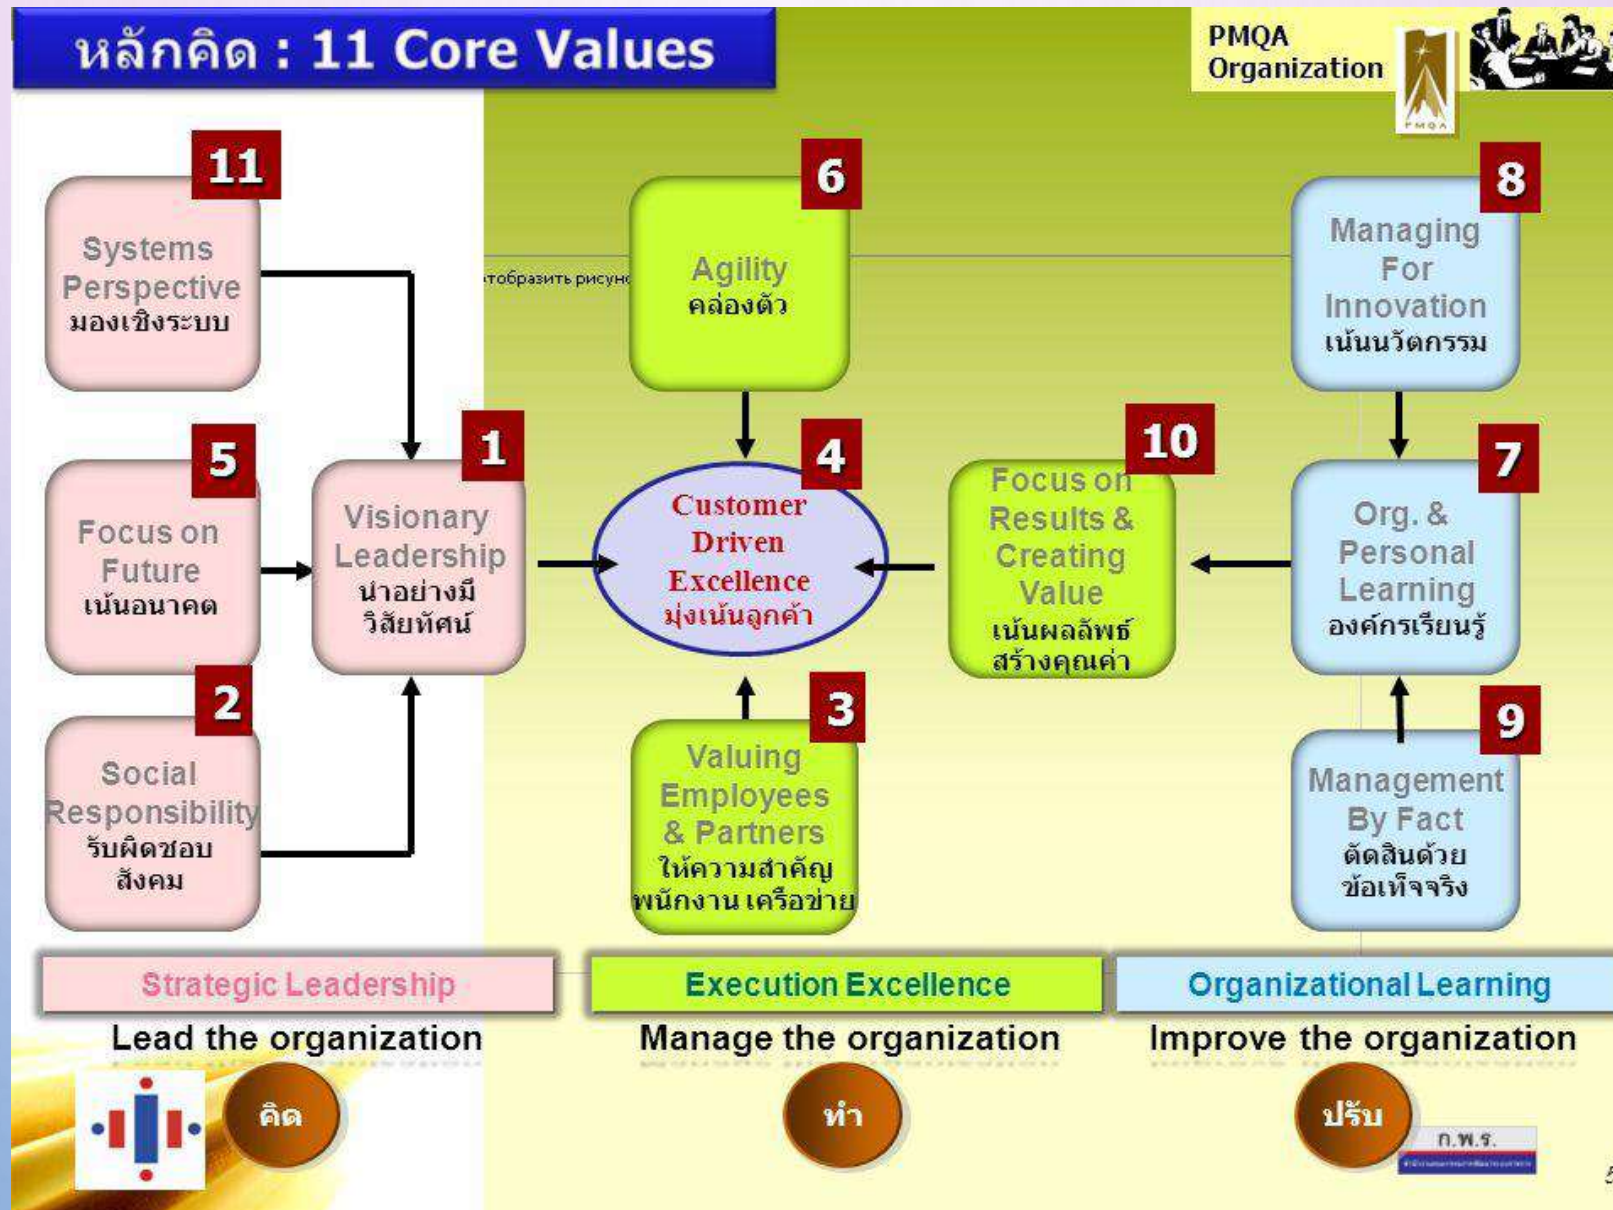 หลักคิด : 11 Core Values
PMQA
Organization
PMQA
11
Systems
Perspective
มองเชิงระบบ
6
Agility
คล่องตัว
8
Managing
For
Innovation
เน้นนวัตกรรม
тобразить рисуно
5
Focus on
Future
เน้นอนาคต
1
Visionary
Leadership
นำอย่างมี
วิสัยทัศน์
4
Customer
Driven
Excellence
มุ่งเน้นลูกค้า
10
Focus on
Results &
Creating
Value
เน้นผลลัพธ์
สร้างคุณค่า
7
Org. &
Personal
Learning
องค์กรเรียนรู้
2
Social
Responsibility
รับผิดชอบ
สังคม
3
Valuing
Employees
& Partners
ให้ความสำคัญ
พนักงาน เครือข่าย
9
Management
By Fact
ตัดสินด้วย
ข้อเท็จจริง
Strategic Leadership
Execution Excellence
Organizational Learning
Lead the organization
Manage the organization
Improve the organization
คิด
ทำ
ปรับ
ก.พ.ร.
5